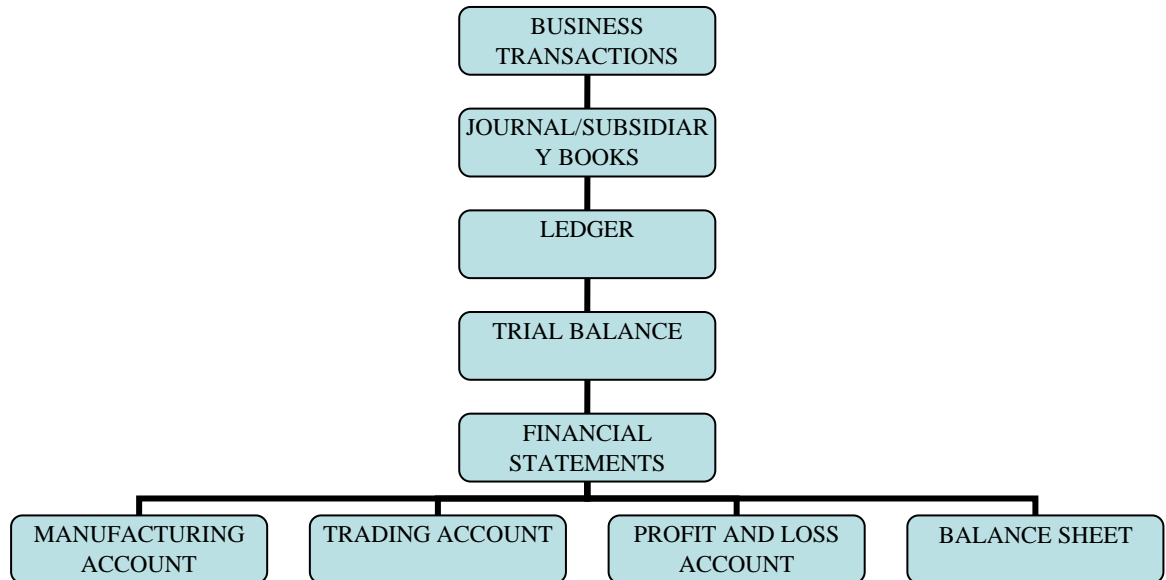 BUSINESS
TRANSACTIONS
JOURNAL/SUBSIDIAR
Y BOOKS
LEDGER
TRIAL BALANCE
FINANCIAL
STATEMENTS
MANUFACTURING
ACCOUNT
TRADING ACCOUNT
PROFIT AND LOSS
ACCOUNT
BALANCE SHEET